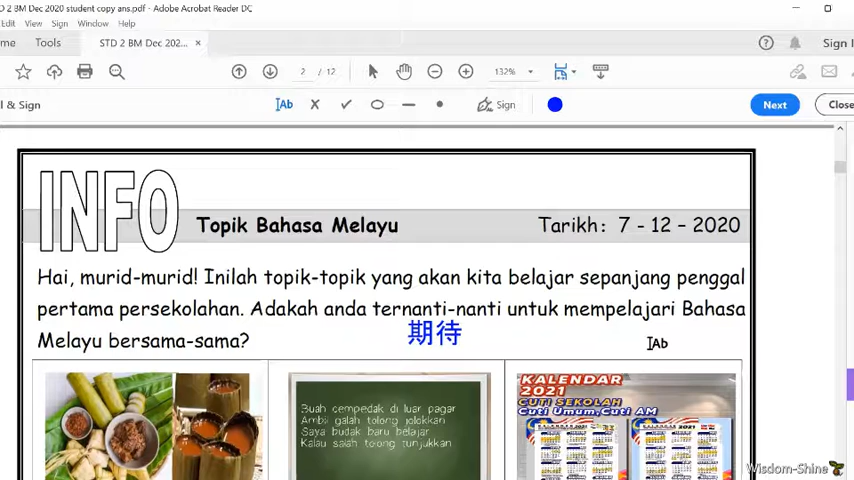 D 2 BM Dec 2020 student copy ans.pdf - Adobe Acrobat Reader DC
Edit View Sign Window Help
me Tools STD 2 BM Dec 202... × Sign I
2 / 12 132%
l & Sign Ab Sign Next Close
INFO
Topik Bahasa Melayu Tarikh: 7 - 12 – 2020
Hai, murid-murid! Inilah topik-topik yang akan kita belajar sepanjang penggal
pertama persekolahan. Adakah anda ternanti-nanti untuk mempelajari Bahasa
Melayu bersama-sama?
期待
Ab
Buah cempedak di luar pagar
Ambil galah tolong jolokkan
Saya budak baru belajar
Kalau salah tolong tunjukkan
KALENDAR
2021
CUTI SEKOLAH
Cuti Umum,Cuti AM
Wisdom-Shine